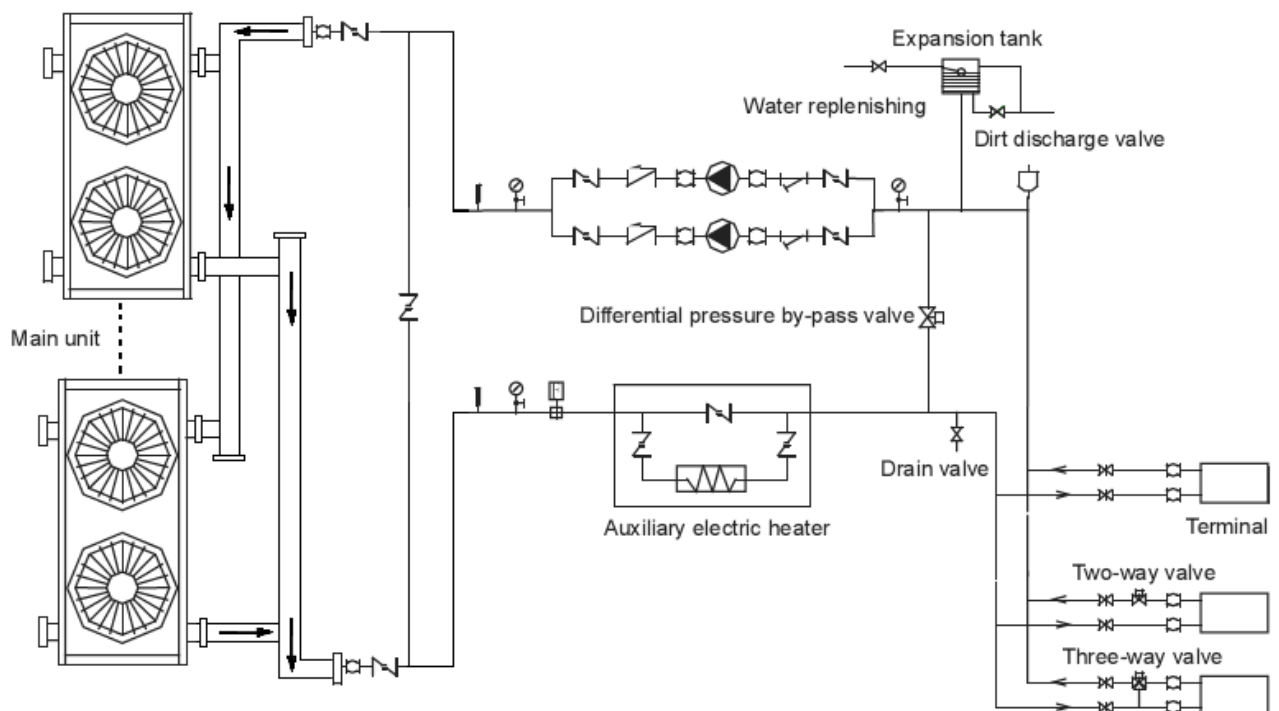 Expansion tank
Water replenishing
Dirt discharge valve
Differential pressure by-pass valve
Main unit
Drain valve
Auxiliary electric heater
Terminal
Two-way valve
Three-way valve